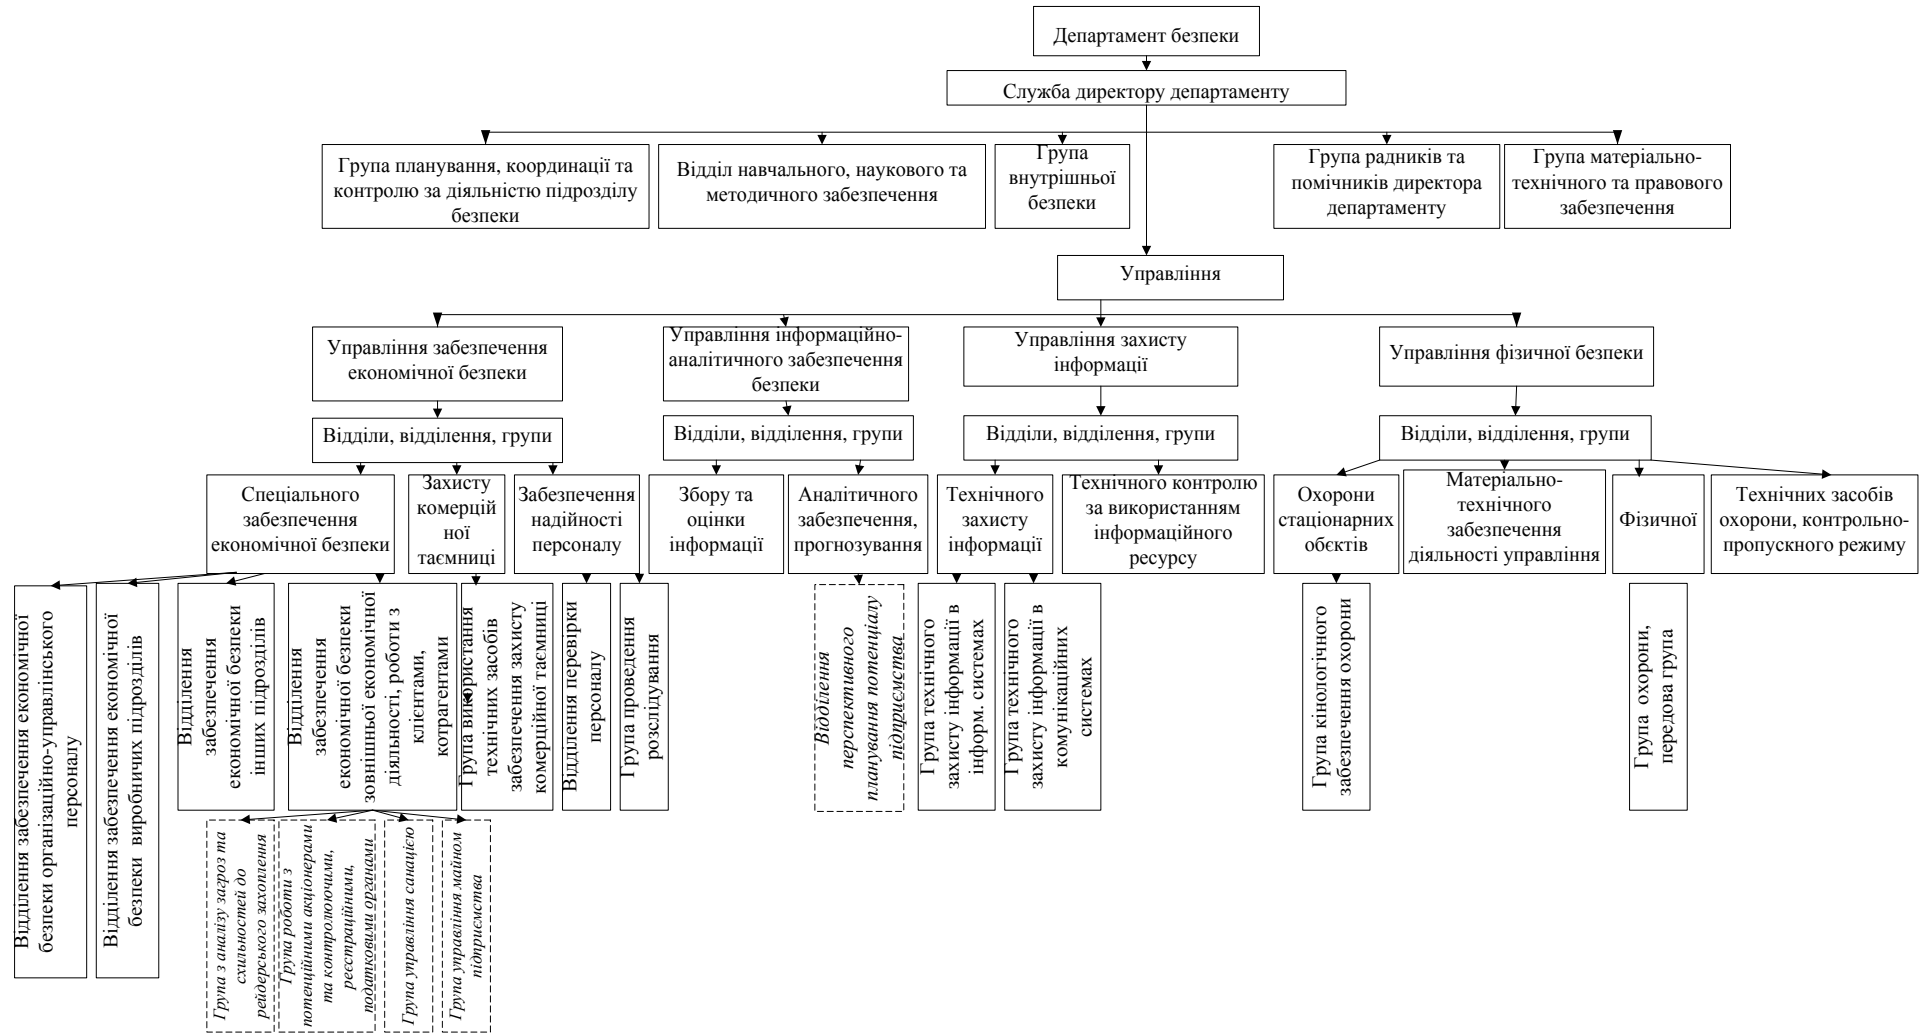 Департамент безпеки
Служба директору департаменту
Група планування, координації та
контролю за діяльністю підрозділу
безпеки
Відділ навчального, наукового та
методичного забезпечення
Група
внутрішньої
безпеки
Група радників та
помічників директора
департаменту
Група матеріально-
технічного та правового
забезпечення
Управління
Управління забезпечення
економічної безпеки
Управління інформаційно-
аналітичного забезпечення
безпеки
Управління захисту
інформації
Управління фізичної безпеки
Відділи, відділення, групи
Відділи, відділення, групи
Відділи, відділення, групи
Відділи, відділення, групи
Спеціального
забезпечення
економічної безпеки
Захисту
комерцій
ної
таємниці
Забезпечення
надійності
персоналу
Збору та
оцінки
інформації
Аналітичного
забезпечення,
прогнозування
Технічного
захисту
інформації
Технічного контролю
за використанням
інформаційного
ресурсу
Охорони
стаціонарних
обєктів
Матеріально-
технічного
забезпечення
діяльності управління
Фізичної
Технічних засобів
охорони, контрольно-
пропускного режиму
Відділення забезпечення економічної
безпеки організаційно-управлінського
персоналу
Відділення забезпечення економічної
безпеки виробничих підрозділів
Відділення
забезпечення
економічної безпеки
інших підрозділів
Відділення
забезпечення
економічної безпеки
зовнішньої економічної
діяльності, роботи з
клієнтами,
котрагентами
Група використання
технічних засобів
забезпечення захисту
комерційної таємниці
Відділення перевірки
персоналу
Група проведення
розслідування
Відділення
перспективного
планування потенціалу
підприємства
Група технічного
захисту інформації в
інформ. системах
Група технічного
захисту інформації в
комунікаційних
системах
Група кінологічного
забезпечення охорони
Група охорони,
передова група
Група з аналізу загроз та
схильностей до
рейдерського захоплення
Група роботи з
потенційними акціонерами
та контролюючими,
реєстраційними,
податковими органами
Група управління санацією
Група управління майном
підприємства